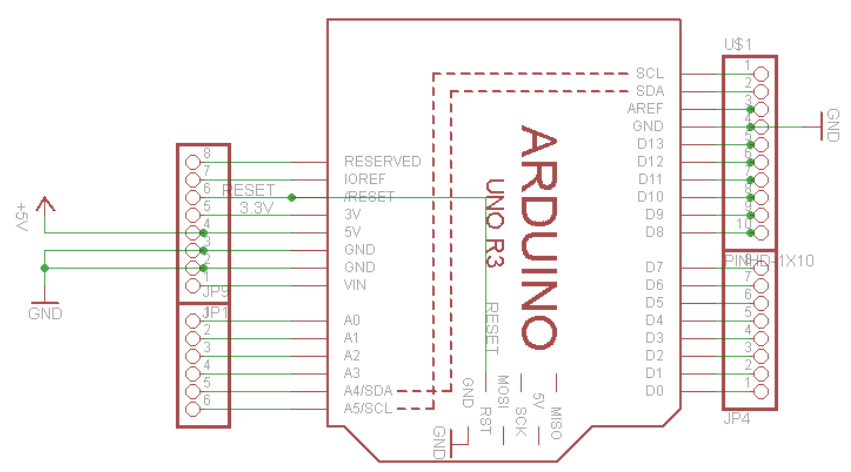 U$1
SCL
SDA
AREF
GND
D13
D12
D11
D10
D9
D8
1
2
3
4
5
6
7
8
9
10
GND
PINHD-1X10
D7
D6
D5
D4
D3
D2
D1
D0
8
7
6
5
4
3
2
1
JP4
ARDUINO
UNO R3
8
7
6
5
4
3
2
1
RESET
3.3V
+5V
GND
JP9
RESERVED
IOREF
/RESET
3V
5V
GND
GND
VIN
JP1
1
2
3
4
5
6
A0
A1
A2
A3
A4/SDA
A5/SCL
RESET
GND
MOSI
5V
MISO
RST
SCK
GND